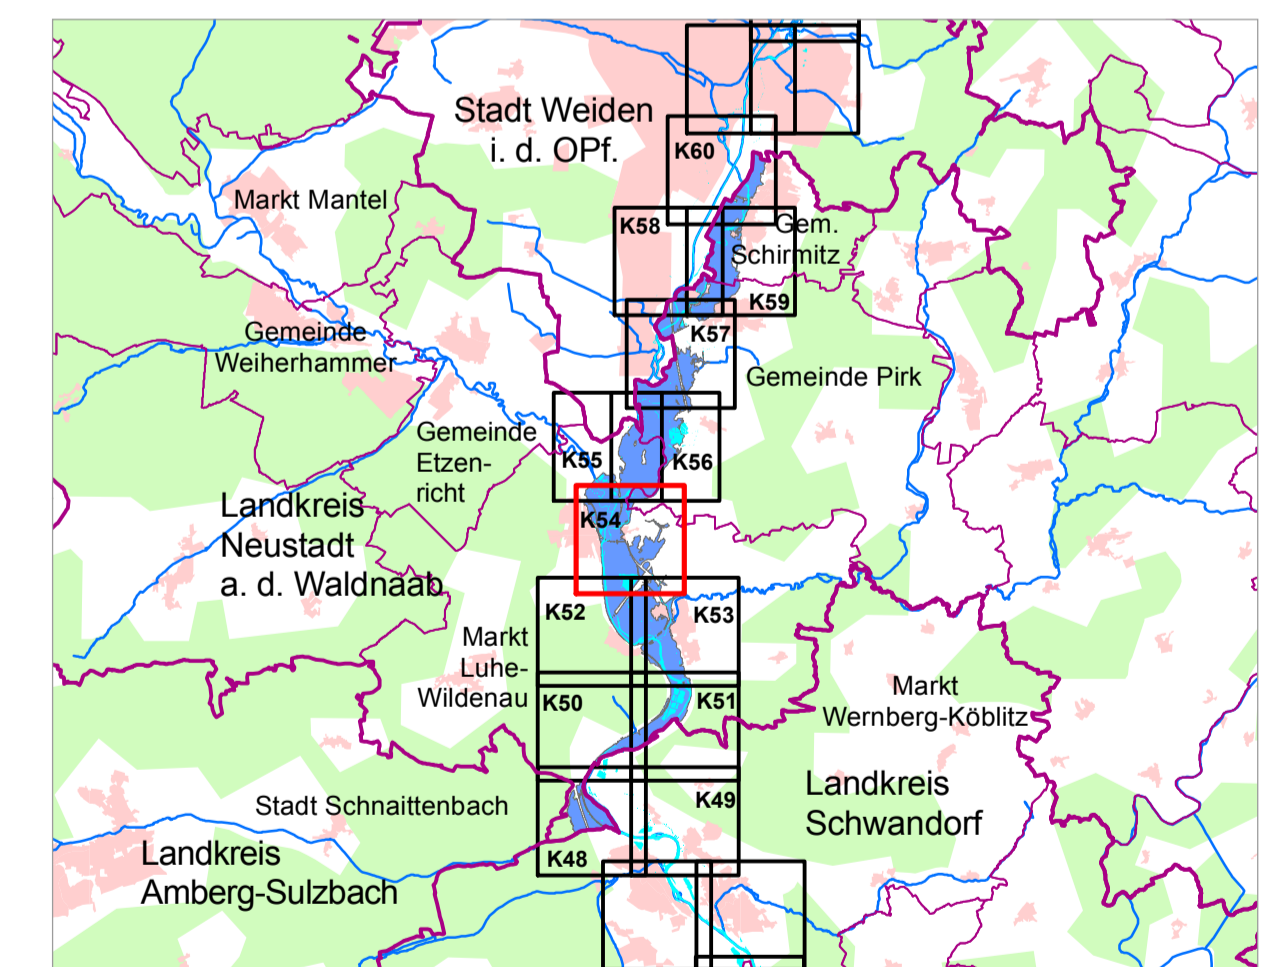 Stadt Weiden
i. d. OPf.
K60
Markt Mantel
K58
Gem.
Schirmitz
K59
Gemeinde
Weiherhammer
K57
Gemeinde Pirk
Gemeinde
Etzen-
richt
K55
K56
Landkreis
Neustadt
a. d. Waldnaab
K54
K52
K53
Markt
Luhe-
Wildenau
K50
K51
Markt
Wernberg-Köblitz
Landkreis
Schwandorf
Stadt Schnaittenbach
K49
K48
Landkreis
Amberg-Sulzbach